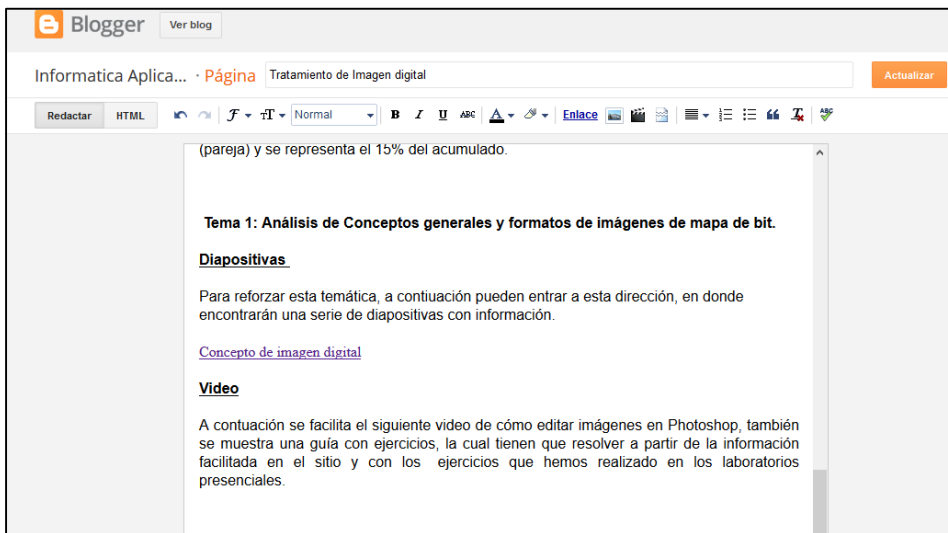 Blogger Ver blog
Informatica Aplica... · Página Tratamiento de Imagen digital Actualizar
Redactar HTML Normal B I U ABC A Enlace ABC
(pareja) y se representa el 15% del acumulado.
Tema 1: Análisis de Conceptos generales y formatos de imágenes de mapa de bit.
Diapositivas
Para reforzar esta temática, a contiuación pueden entrar a esta dirección, en donde
encontrarán una serie de diapositivas con información.
Concepto de imagen digital
Video
A contuación se facilita el siguiente video de cómo editar imágenes en Photoshop, también
se muestra una guía con ejercicios, la cual tienen que resolver a partir de la información
facilitada en el sitio y con los ejercicios que hemos realizado en los laboratorios
presenciales.